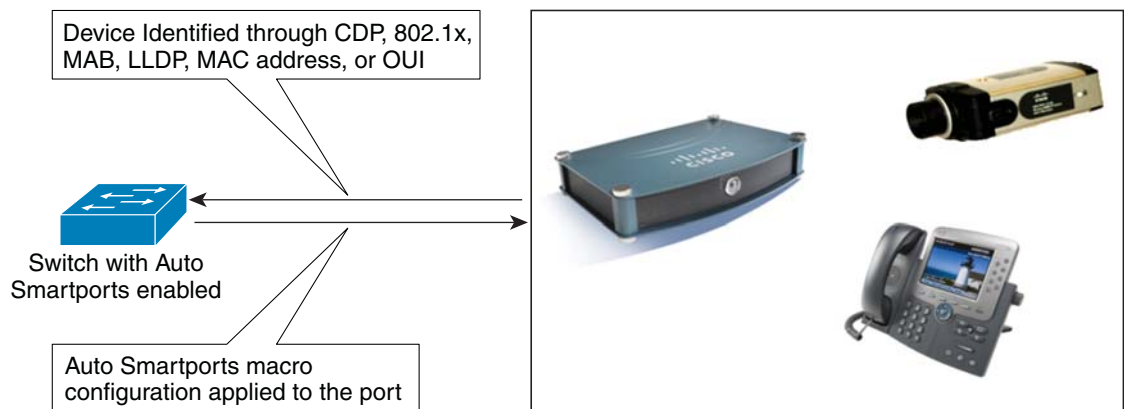 Device Identified through CDP, 802.1x,
MAB, LLDP, MAC address, or OUI
Switch with Auto
Smartports enabled
Auto Smartports macro
configuration applied to the port
CISCO